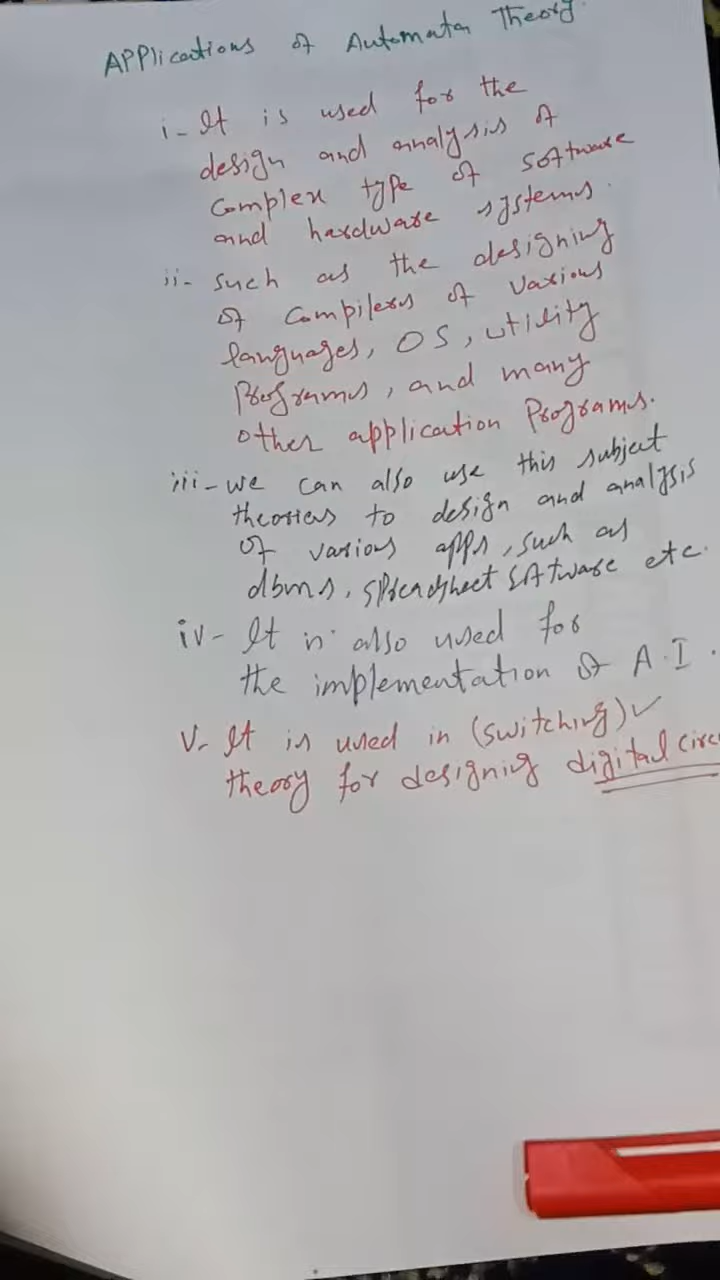 Applications of Automata Theory.
i- It is used for the
design and analysis of
complex type of software
and hardware systems.
ii- such as the designing
of compilers of various
languages, OS, utility
Programs, and many
other application Programs.
iii- we can also use this subject
theories to design and analysis
of various apps, such as
dbms, spreadsheet software etc.
iv- It is also used for
the implementation of A.I.
v- It is used in (switching) ✓
theory for designing digital circ